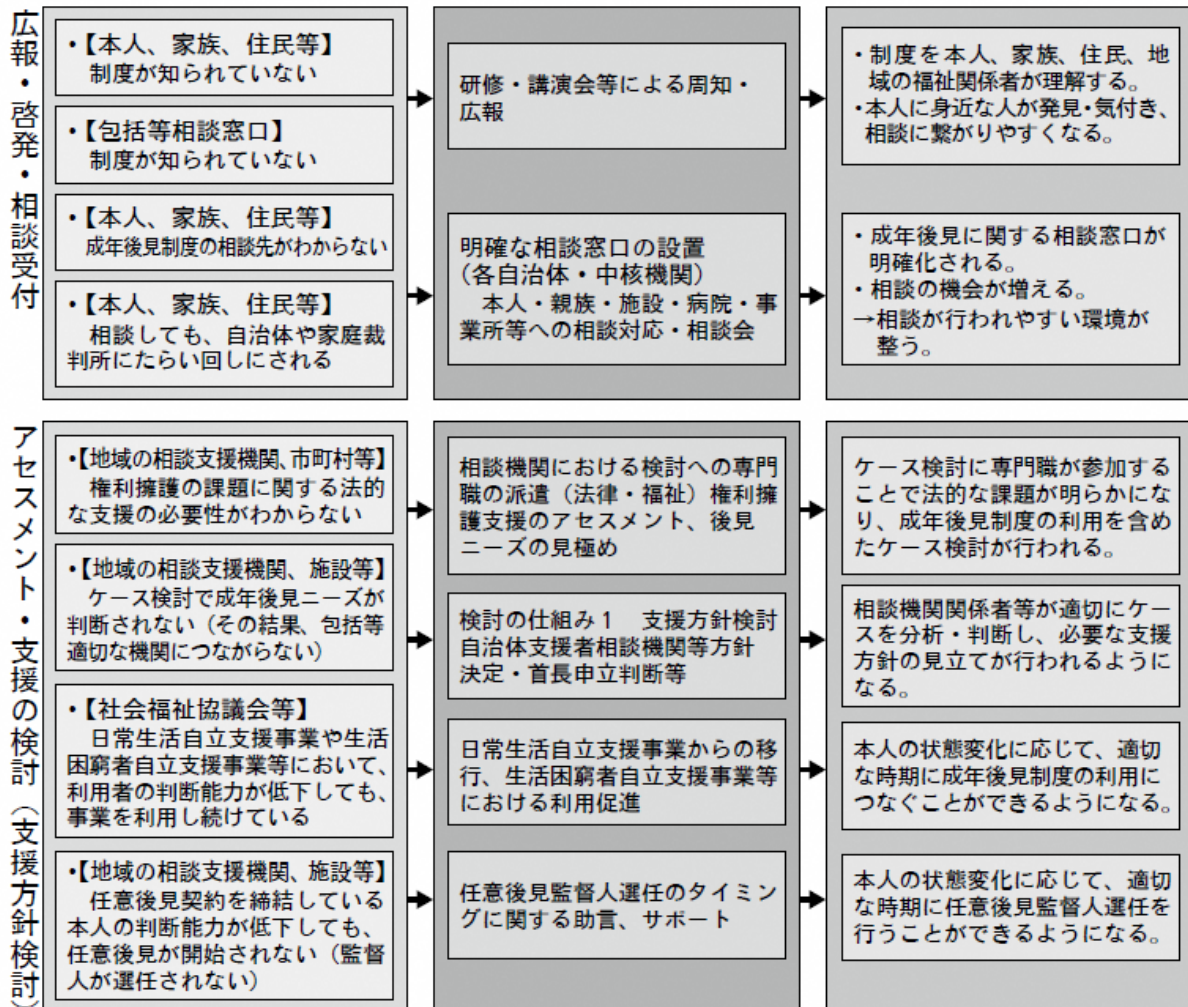 広報・啓発・相談受付
・【本人、家族、住民等】
制度が知られていない
・【包括等相談窓口】
制度が知られていない
・【本人、家族、住民等】
成年後見制度の相談先がわからない
・【本人、家族、住民等】
相談しても、自治体や家庭裁
判所にたらい回しにされる
研修・講演会等による周知・
広報
明確な相談窓口の設置
（各自治体・中核機関）
本人・親族・施設・病院・事
業所等への相談対応・相談会
・制度を本人、家族、住民、地
域の福祉関係者が理解する。
・本人に身近な人が発見・気付き、
相談に繋がりやすくなる。
・成年後見に関する相談窓口が
明確化される。
・相談の機会が増える。
→相談が行われやすい環境が
整う。
アセスメント・支援の検討（支援方針検討）
・【地域の相談支援機関、市町村等】
権利擁護の課題に関する法的
な支援の必要性がわからない
・【地域の相談支援機関、施設等】
ケース検討で成年後見ニーズが
判断されない（その結果、包括等
適切な機関につながらない）
・【社会福祉協議会等】
日常生活自立支援事業や生活
困窮者自立支援事業等において、
利用者の判断能力が低下しても、
事業を利用し続けている
・【地域の相談支援機関、施設等】
任意後見契約を締結している
本人の判断能力が低下しても、
任意後見が開始されない（監督
人が選任されない）
相談機関における検討への専門
職の派遣（法律・福祉）権利擁
護支援のアセスメント、後見
ニーズの見極め
検討の仕組み１　支援方針検討
自治体支援者相談機関等方針
決定・首長申立判断等
日常生活自立支援事業からの移
行、生活困窮者自立支援事業等
における利用促進
任意後見監督人選任のタイミン
グに関する助言、サポート
ケース検討に専門職が参加する
ことで法的な課題が明らかにな
り、成年後見制度の利用を含め
たケース検討が行われる。
相談機関関係者等が適切にケー
スを分析・判断し、必要な支援
方針の見立てが行われるように
なる。
本人の状態変化に応じて、適切
な時期に成年後見制度の利用に
つなぐことができるようになる。
本人の状態変化に応じて、適切
な時期に任意後見監督人選任を
行うことができるようになる。